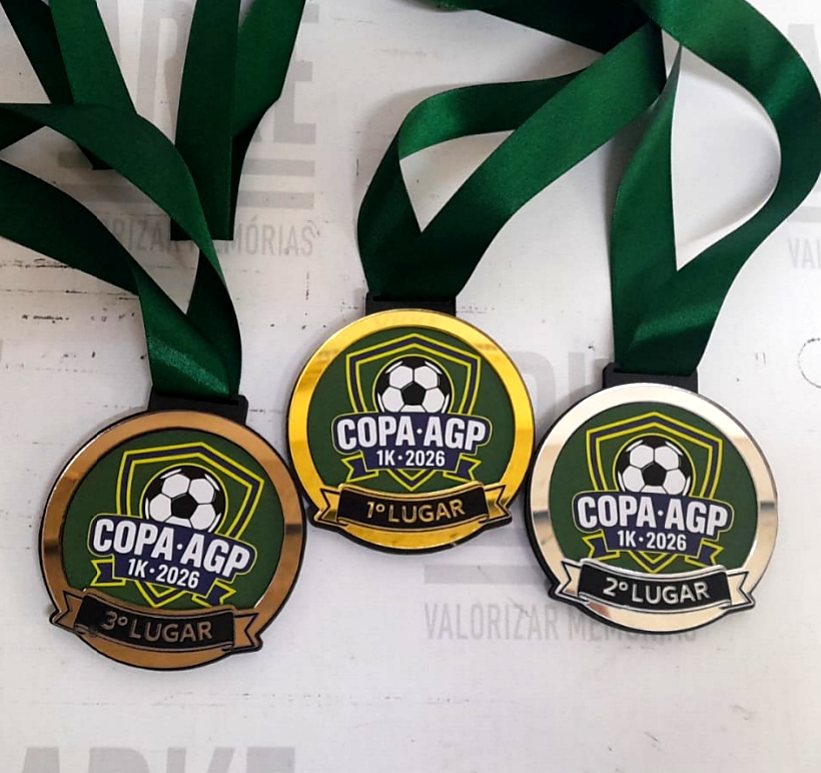 COPA·AGP
1K·2026
1º LUGAR
COPA·AGP
1K·2026
2º LUGAR
COPA·AGP
1K·2026
3º LUGAR
VALORIZAR MEMÓRIAS